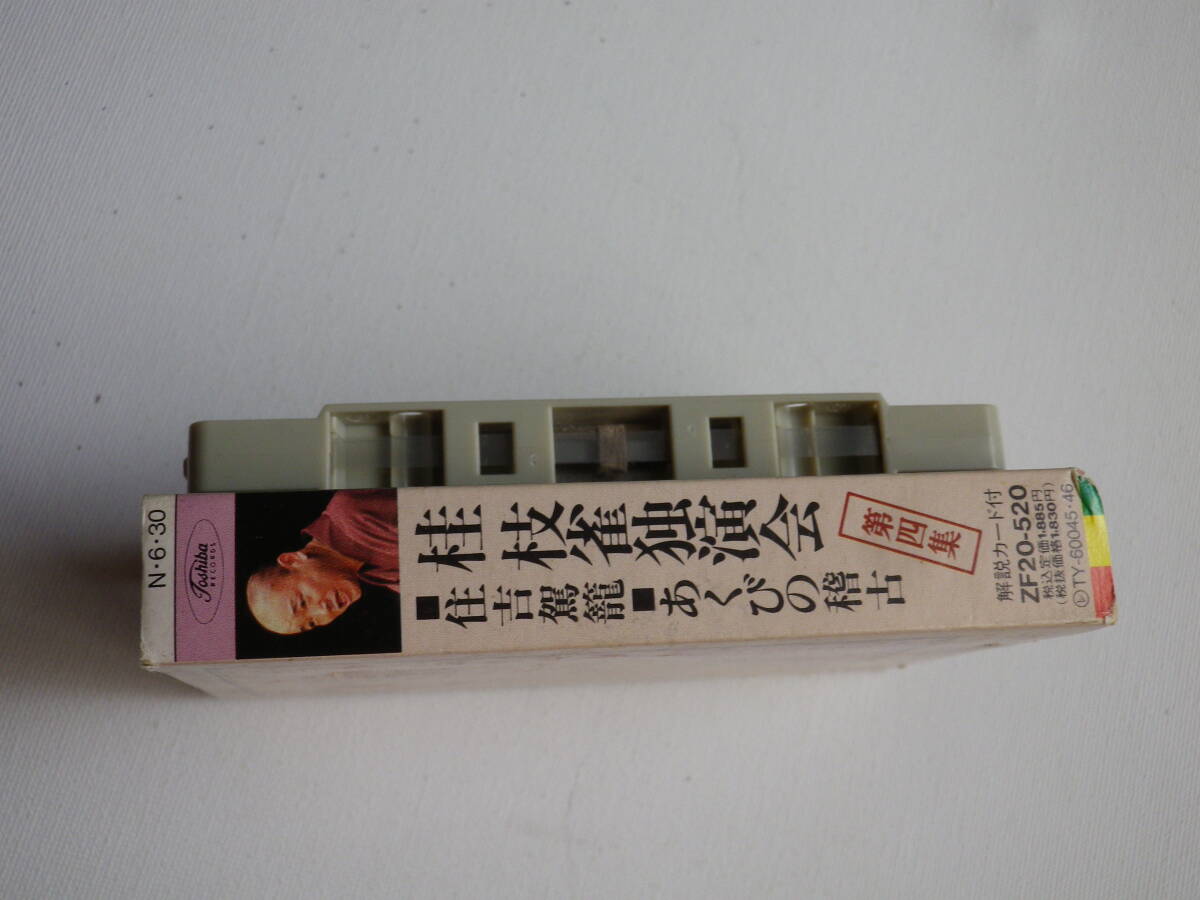 N・6・30
Toshiba
RECORDS
桂 枝雀独演会
第四集
■住吉駕籠■あくびの稽古
解説カード付
ZF20-520
税込定価1,885円
(税抜価格1,830円)
Ⓛ TY-60045・46